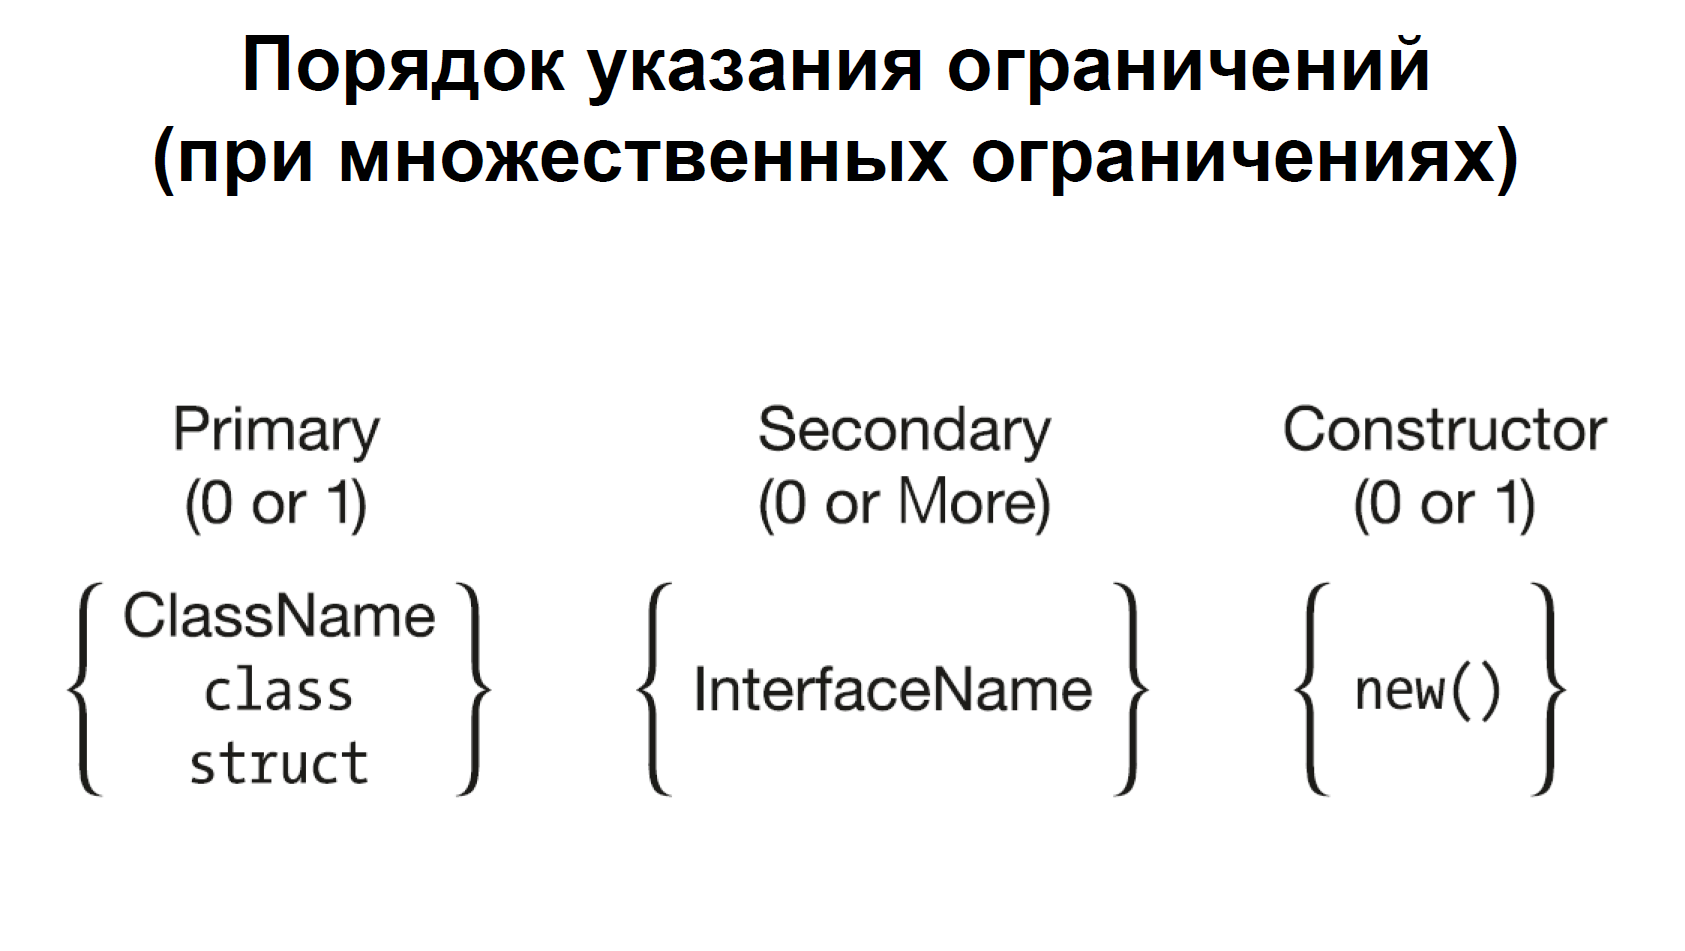 Порядок указания ограничений
(при множественных ограничениях)
Primary
(0 or 1)
{ ClassName
class
struct }
Secondary
(0 or More)
{ InterfaceName }
Constructor
(0 or 1)
{ new() }